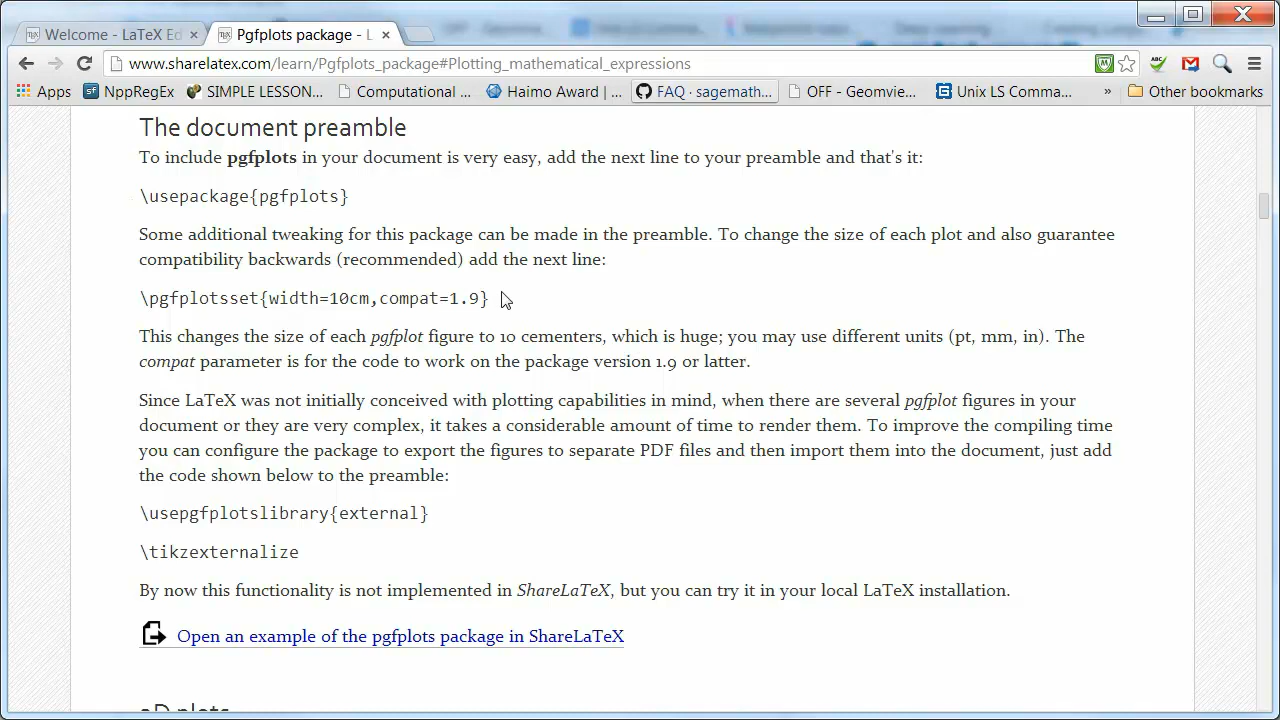 Welcome - LaTeX Ed
Pgfplots package - L
www.sharelatex.com/learn/Pgfplots_package#Plotting_mathematical_expressions
Apps NppRegEx SIMPLE LESSON... Computational ... Haimo Award | ... FAQ · sagemath... OFF - Geomvie... Unix LS Comma... » Other bookmarks
The document preamble
To include pgfplots in your document is very easy, add the next line to your preamble and that's it:
\usepackage{pgfplots}
Some additional tweaking for this package can be made in the preamble. To change the size of each plot and also guarantee
compatibility backwards (recommended) add the next line:
\pgfplotsset{width=10cm,compat=1.9}
This changes the size of each pgfplot figure to 10 cementers, which is huge; you may use different units (pt, mm, in). The
compat parameter is for the code to work on the package version 1.9 or latter.
Since LaTeX was not initially conceived with plotting capabilities in mind, when there are several pgfplot figures in your
document or they are very complex, it takes a considerable amount of time to render them. To improve the compiling time
you can configure the package to export the figures to separate PDF files and then import them into the document, just add
the code shown below to the preamble:
\usepgfplotslibrary{external}
\tikzexternalize
By now this functionality is not implemented in ShareLaTeX, but you can try it in your local LaTeX installation.
Open an example of the pgfplots package in ShareLaTeX